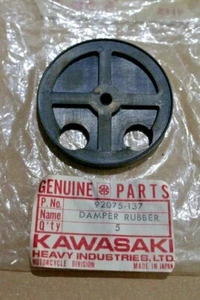 GENUINE PARTS
P. No. 92075-137
Name DAMPER RUBBER
Q'ty 5
KAWASAKI
HEAVY INDUSTRIES, LTD.
MOTORCYCLE DIVISION MADE IN JAPAN